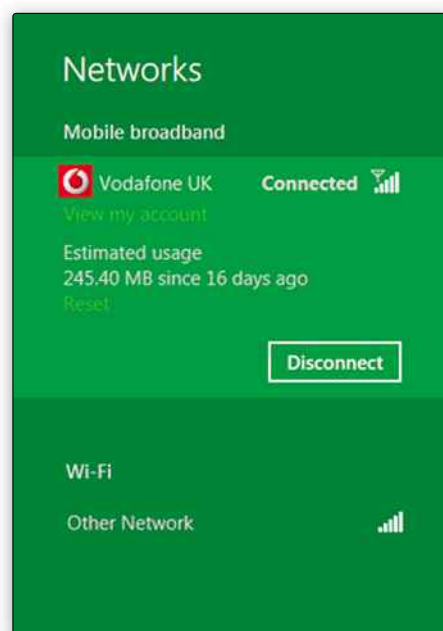 Networks
Mobile broadband
Vodafone UK Connected
View my account
Estimated usage
245.40 MB since 16 days ago
Reset
Disconnect
Wi-Fi
Other Network